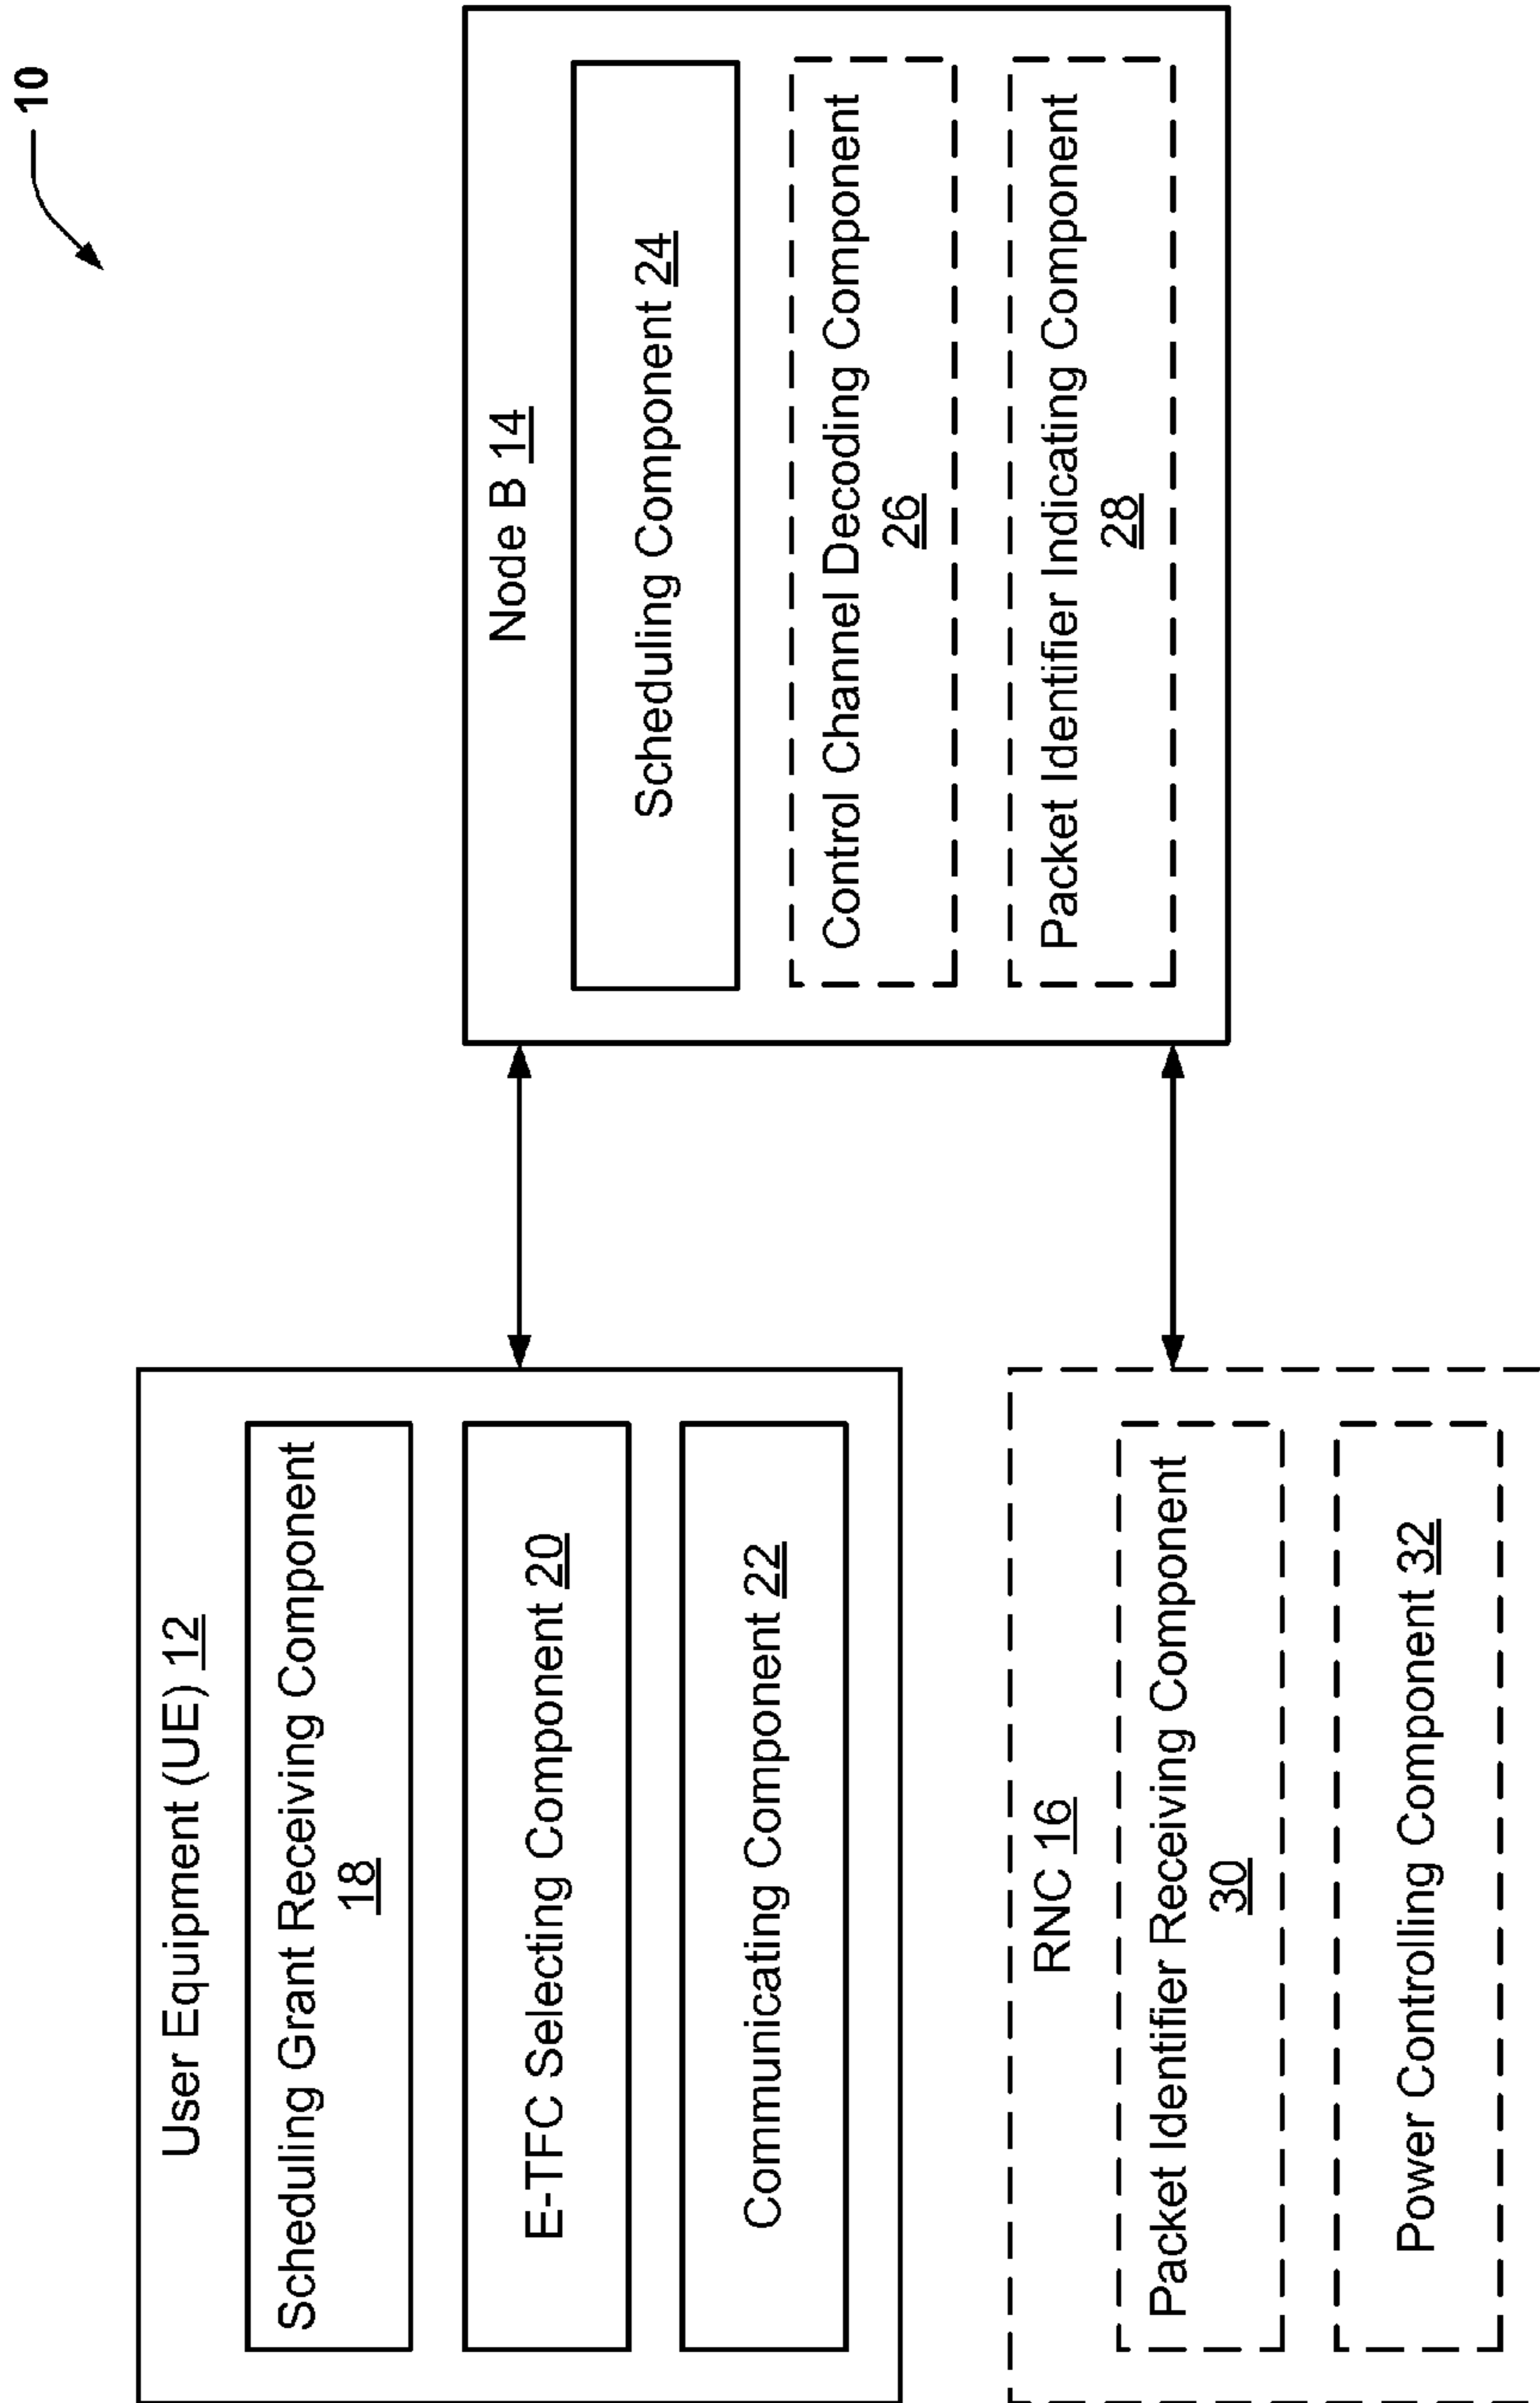 10
User Equipment (UE) 12
Scheduling Grant Receiving Component
18
E-TFC Selecting Component 20
Communicating Component 22
RNC 16
Packet Identifier Receiving Component
30
Power Controlling Component 32
Node B 14
Scheduling Component 24
Control Channel Decoding Component
26
Packet Identifier Indicating Component
28